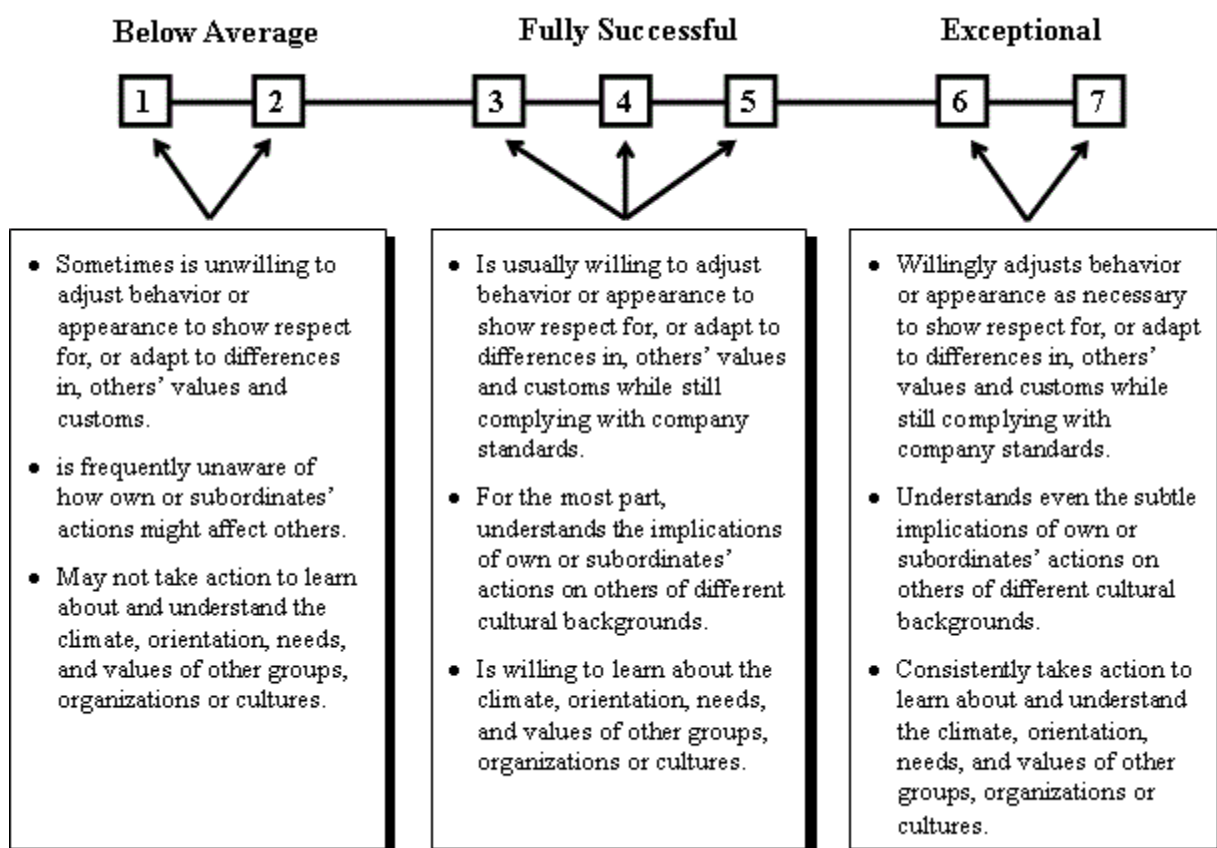 Below Average
Fully Successful
Exceptional
1
2
3
4
5
6
7
● Sometimes is unwilling to
adjust behavior or
appearance to show respect
for, or adapt to differences
in, others’ values and
customs.
● is frequently unaware of
how own or subordinates’
actions might affect others.
● May not take action to learn
about and understand the
climate, orientation, needs,
and values of other groups,
organizations or cultures.
● Is usually willing to adjust
behavior or appearance to
show respect for, or adapt to
differences in, others’ values
and customs while still
complying with company
standards.
● For the most part,
understands the implications
of own or subordinates’
actions on others of different
cultural backgrounds.
● Is willing to learn about the
climate, orientation, needs,
and values of other groups,
organizations or cultures.
● Willingly adjusts behavior
or appearance as necessary
to show respect for, or adapt
to differences in, others’
values and customs while
still complying with
company standards.
● Understands even the subtle
implications of own or
subordinates’ actions on
others of different cultural
backgrounds.
● Consistently takes action to
learn about and understand
the climate, orientation,
needs, and values of other
groups, organizations or
cultures.